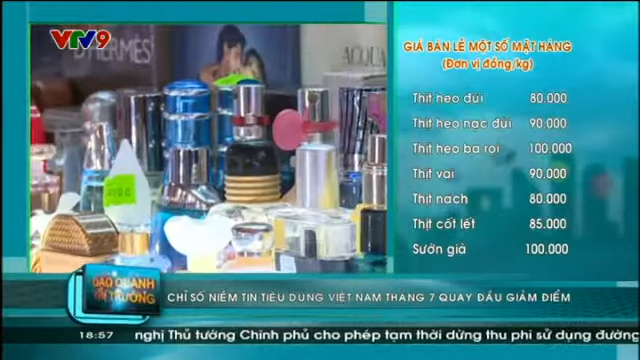 VTV9
D'HERMÈS
ACQUA
GIÁ BÁN LẺ MỘT SỐ MẶT HÀNG
(Đơn vị đồng/kg)
Thịt heo đùi 80.000
Thịt heo nạc đùi 90.000
Thịt heo ba rọi 100.000
Thịt vai 90.000
Thịt nách 80.000
Thịt cốt lết 85.000
Sườn già 100.000
DẠO QUANH
THỊ TRƯỜNG
CHỈ SỐ NIỀM TIN TIÊU DÙNG VIỆT NAM THÁNG 7 QUAY ĐẦU GIẢM ĐIỂM
18:57 nghị Thủ tướng Chính phủ cho phép tạm thời dừng thu phí sử dụng đường